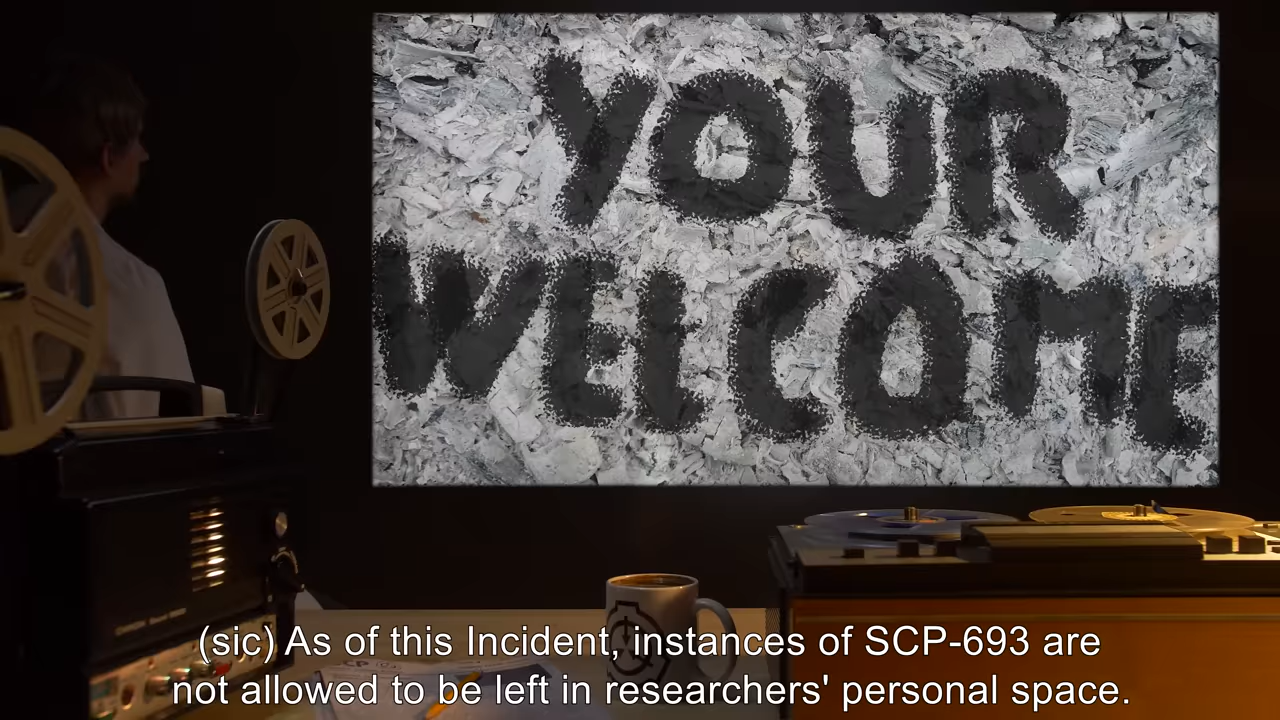 YOUR
WELCOME
(sic) As of this Incident, instances of SCP-693 are
not allowed to be left in researchers' personal space.